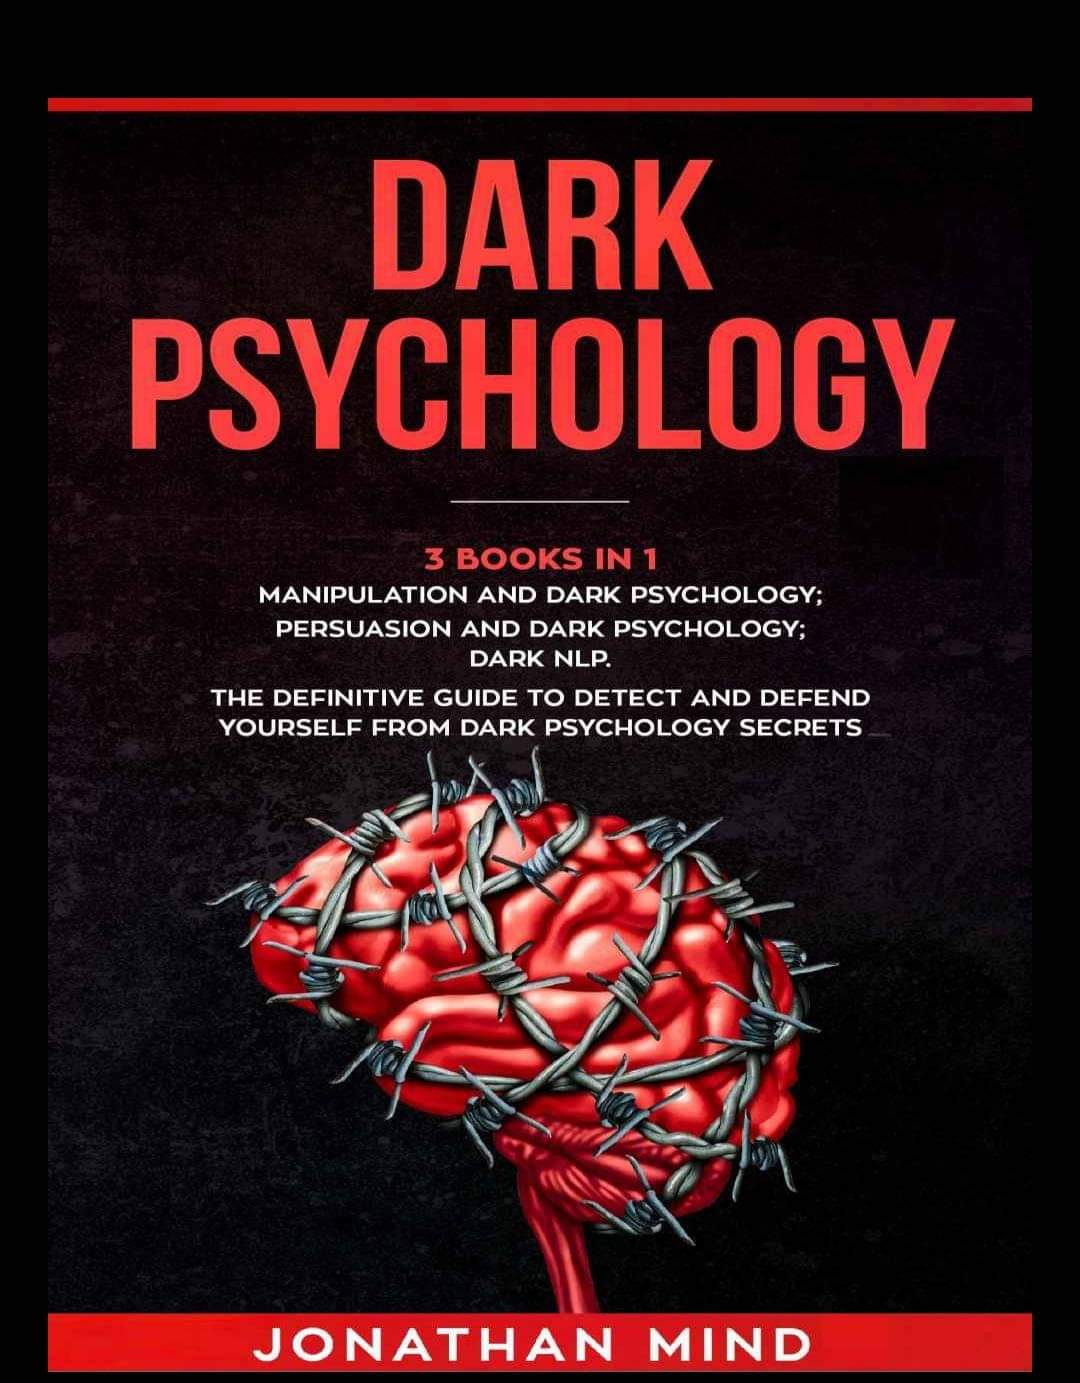 DARK
PSYCHOLOGY
3 BOOKS IN 1
MANIPULATION AND DARK PSYCHOLOGY;
PERSUASION AND DARK PSYCHOLOGY;
DARK NLP.
THE DEFINITIVE GUIDE TO DETECT AND DEFEND
YOURSELF FROM DARK PSYCHOLOGY SECRETS
JONATHAN MIND